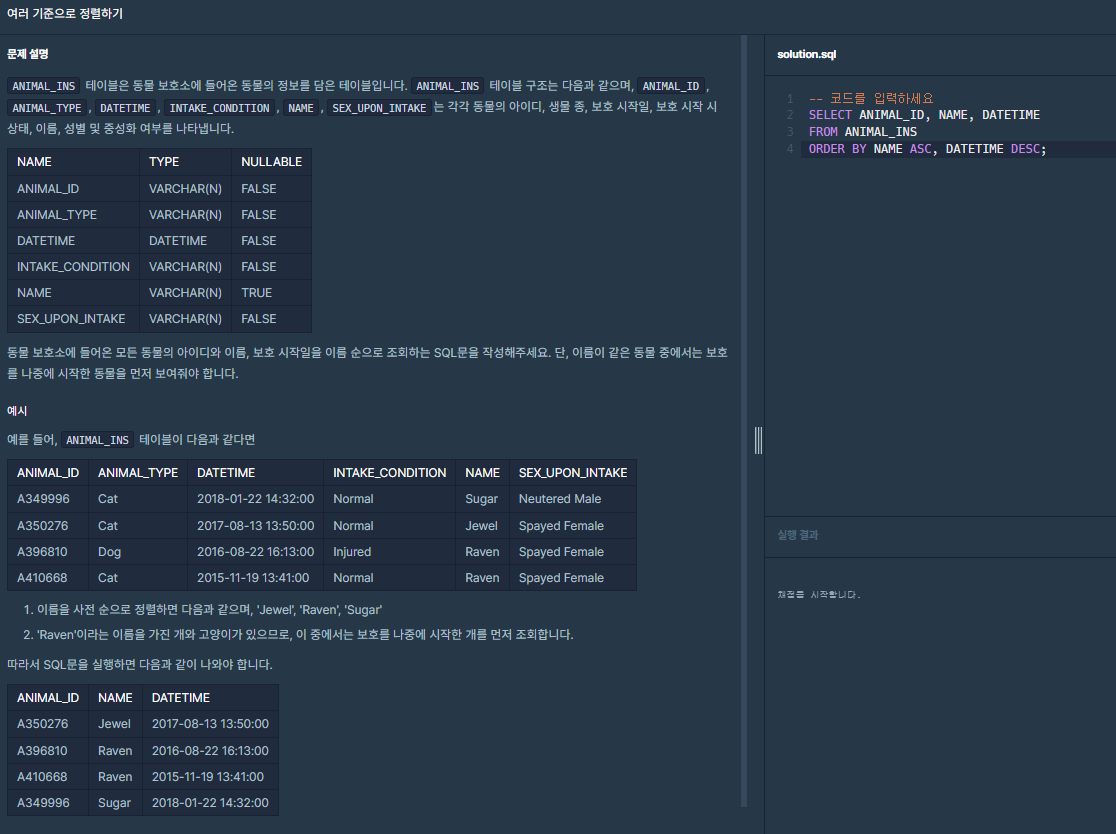 여러 기준으로 정렬하기
문제 설명
ANIMAL_INS 테이블은 동물 보호소에 들어온 동물의 정보를 담은 테이블입니다. ANIMAL_INS 테이블 구조는 다음과 같으며, ANIMAL_ID ,
ANIMAL_TYPE , DATETIME , INTAKE_CONDITION , NAME , SEX_UPON_INTAKE 는 각각 동물의 아이디, 생물 종, 보호 시작일, 보호 시작 시
상태, 이름, 성별 및 중성화 여부를 나타냅니다.
NAME TYPE NULLABLE
ANIMAL_ID VARCHAR(N) FALSE
ANIMAL_TYPE VARCHAR(N) FALSE
DATETIME DATETIME FALSE
INTAKE_CONDITION VARCHAR(N) FALSE
NAME VARCHAR(N) TRUE
SEX_UPON_INTAKE VARCHAR(N) FALSE
동물 보호소에 들어온 모든 동물의 아이디와 이름, 보호 시작일을 이름 순으로 조회하는 SQL문을 작성해주세요. 단, 이름이 같은 동물 중에서는 보호
를 나중에 시작한 동물을 먼저 보여줘야 합니다.
예시
예를 들어, ANIMAL_INS 테이블이 다음과 같다면
ANIMAL_ID ANIMAL_TYPE DATETIME INTAKE_CONDITION NAME SEX_UPON_INTAKE
A349996 Cat 2018-01-22 14:32:00 Normal Sugar Neutered Male
A350276 Cat 2017-08-13 13:50:00 Normal Jewel Spayed Female
A396810 Dog 2016-08-22 16:13:00 Injured Raven Spayed Female
A410668 Cat 2015-11-19 13:41:00 Normal Raven Spayed Female
1. 이름을 사전 순으로 정렬하면 다음과 같으며, 'Jewel', 'Raven', 'Sugar'
2. 'Raven'이라는 이름을 가진 개와 고양이가 있으므로, 이 중에서는 보호를 나중에 시작한 개를 먼저 조회합니다.
따라서 SQL문을 실행하면 다음과 같이 나와야 합니다.
ANIMAL_ID NAME DATETIME
A350276 Jewel 2017-08-13 13:50:00
A396810 Raven 2016-08-22 16:13:00
A410668 Raven 2015-11-19 13:41:00
A349996 Sugar 2018-01-22 14:32:00
solution.sql
1 -- 코드를 입력하세요
2 SELECT ANIMAL_ID, NAME, DATETIME
3 FROM ANIMAL_INS
4 ORDER BY NAME ASC, DATETIME DESC;
실행 결과
채점을 시작합니다.